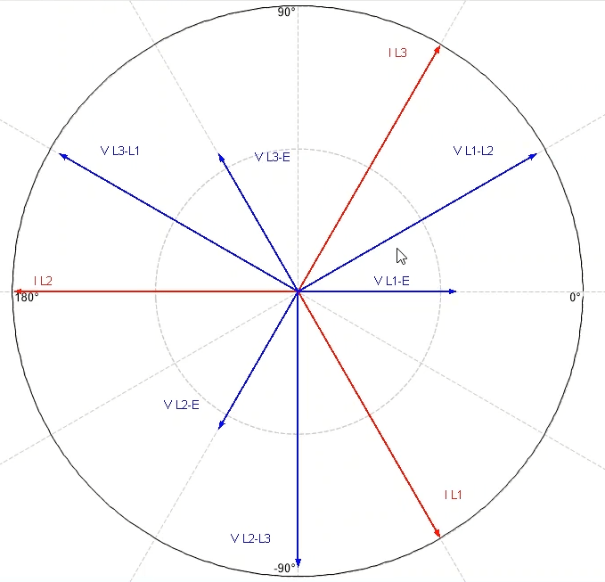 90°
I L3
V L3-L1
V L3-E
V L1-L2
I L2
V L1-E
180°
0°
V L2-E
I L1
V L2-L3
-90°